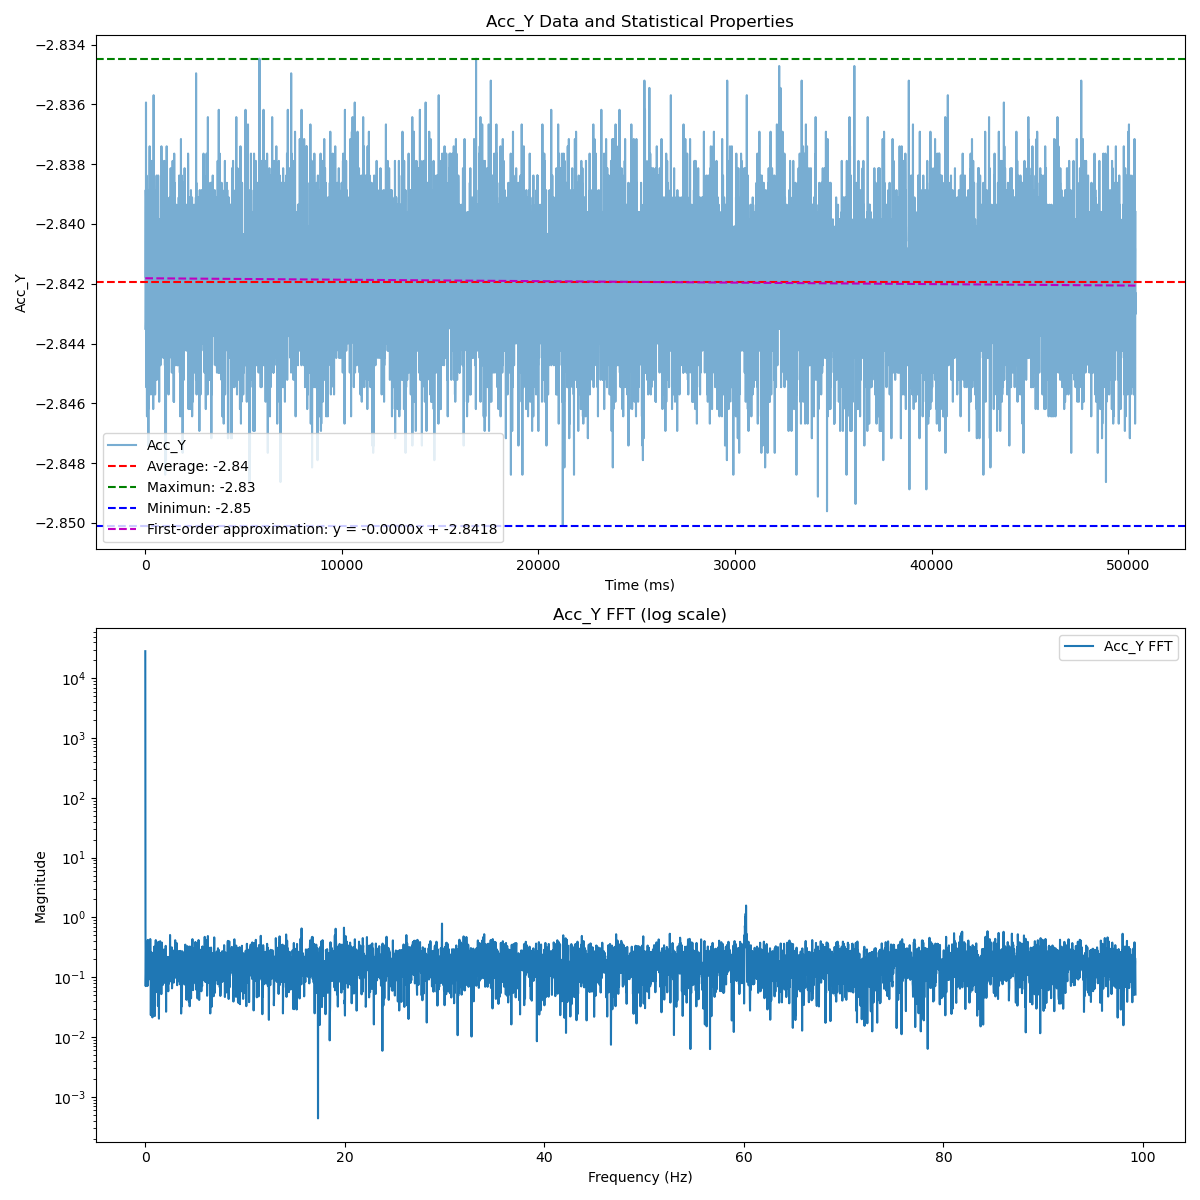 Acc_Y Data and Statistical Properties
−2.834
−2.836
−2.838
−2.840
−2.842
−2.844
−2.846
−2.848
−2.850
Acc_Y
Acc_Y
Average: -2.84
Maximun: -2.83
Minimun: -2.85
First-order approximation: y = -0.0000x + -2.8418
0 10000 20000 30000 40000 50000
Time (ms)
Acc_Y FFT (log scale)
Acc_Y FFT
10⁴
10³
10²
10¹
10⁰
10⁻¹
10⁻²
10⁻³
Magnitude
0 20 40 60 80 100
Frequency (Hz)